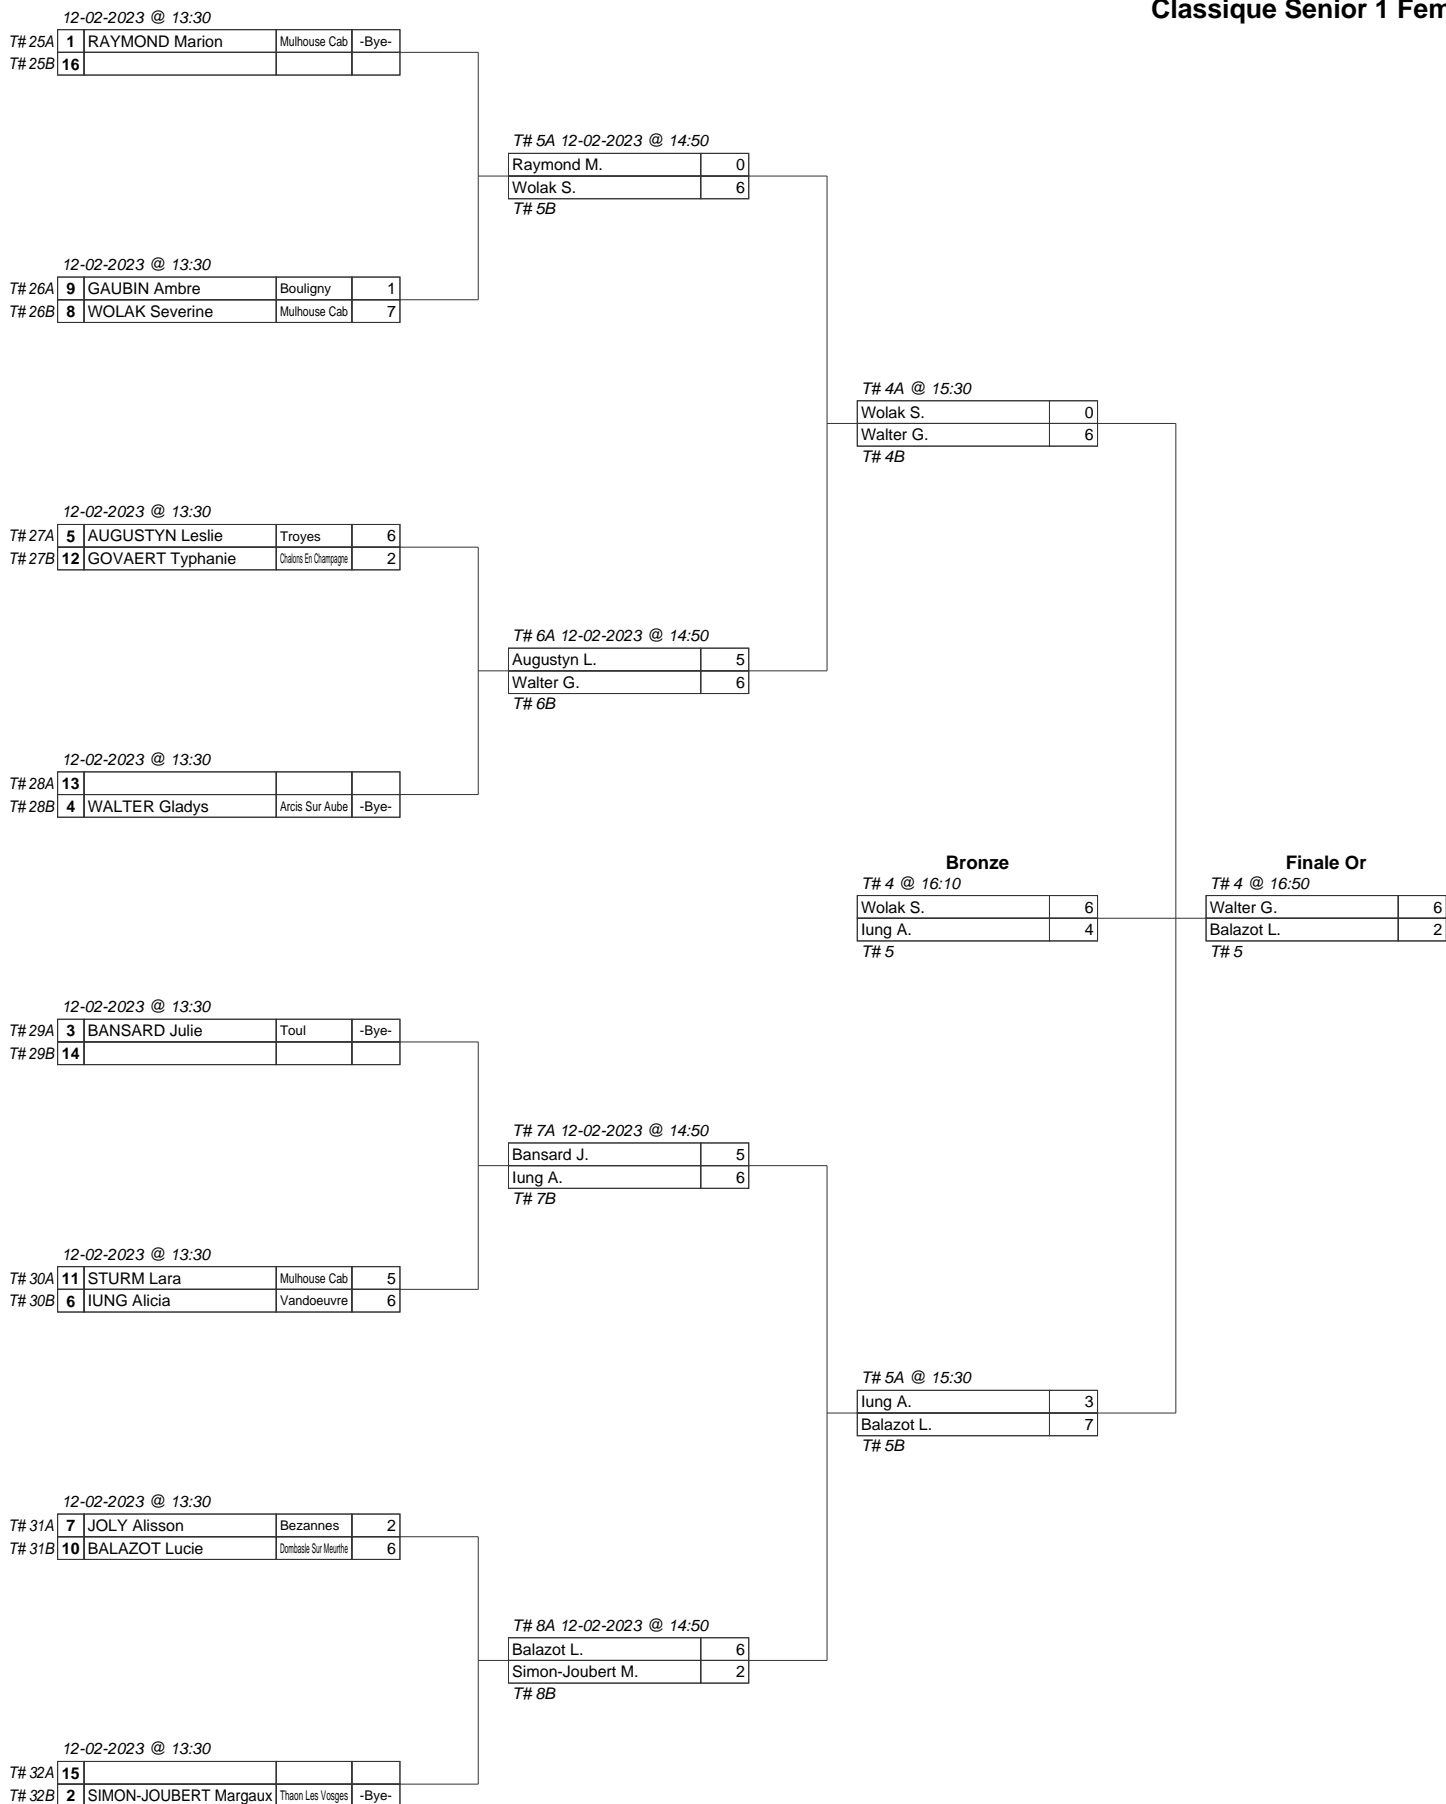 Classique Senior 1 Fem
12-02-2023 @ 13:30
T# 25A 1 RAYMOND Marion Mulhouse Cab -Bye-
T# 25B 16
T# 5A 12-02-2023 @ 14:50
Raymond M. 0
Wolak S. 6
T# 5B
12-02-2023 @ 13:30
T# 26A 9 GAUBIN Ambre Bouligny 1
T# 26B 8 WOLAK Severine Mulhouse Cab 7
T# 4A @ 15:30
Wolak S. 0
Walter G. 6
T# 4B
12-02-2023 @ 13:30
T# 27A 5 AUGUSTYN Leslie Troyes 6
T# 27B 12 GOVAERT Typhanie Chalons En Champagne 2
T# 6A 12-02-2023 @ 14:50
Augustyn L. 5
Walter G. 6
T# 6B
12-02-2023 @ 13:30
T# 28A 13
T# 28B 4 WALTER Gladys Arcis Sur Aube -Bye-
Bronze
T# 4 @ 16:10
Wolak S. 6
Iung A. 4
T# 5
Finale Or
T# 4 @ 16:50
Walter G. 6
Balazot L. 2
T# 5
12-02-2023 @ 13:30
T# 29A 3 BANSARD Julie Toul -Bye-
T# 29B 14
T# 7A 12-02-2023 @ 14:50
Bansard J. 5
Iung A. 6
T# 7B
12-02-2023 @ 13:30
T# 30A 11 STURM Lara Mulhouse Cab 5
T# 30B 6 IUNG Alicia Vandoeuvre 6
T# 5A @ 15:30
Iung A. 3
Balazot L. 7
T# 5B
12-02-2023 @ 13:30
T# 31A 7 JOLY Alisson Bezannes 2
T# 31B 10 BALAZOT Lucie Dombasle Sur Meurthe 6
T# 8A 12-02-2023 @ 14:50
Balazot L. 6
Simon-Joubert M. 2
T# 8B
12-02-2023 @ 13:30
T# 32A 15
T# 32B 2 SIMON-JOUBERT Margaux Thaon Les Vosges -Bye-